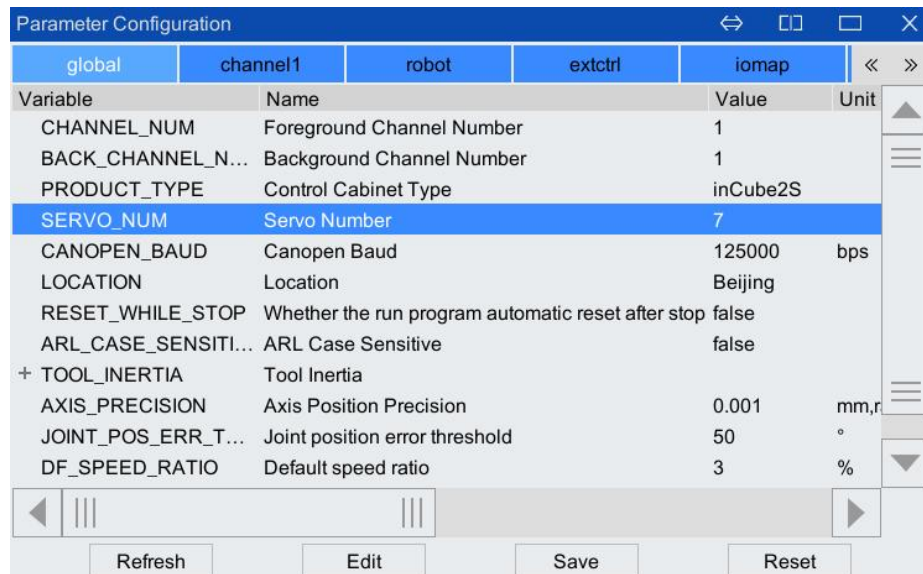 Parameter Configuration
global channel1 robot extctrl iomap « »
Variable Name Value Unit
CHANNEL_NUM Foreground Channel Number 1
BACK_CHANNEL_N... Background Channel Number 1
PRODUCT_TYPE Control Cabinet Type inCube2S
SERVO_NUM Servo Number 7
CANOPEN_BAUD Canopen Baud 125000 bps
LOCATION Location Beijing
RESET_WHILE_STOP Whether the run program automatic reset after stop false
ARL_CASE_SENSITI... ARL Case Sensitive false
+ TOOL_INERTIA Tool Inertia
AXIS_PRECISION Axis Position Precision 0.001 mm,r
JOINT_POS_ERR_T... Joint position error threshold 50 °
DF_SPEED_RATIO Default speed ratio 3 %
Refresh Edit Save Reset